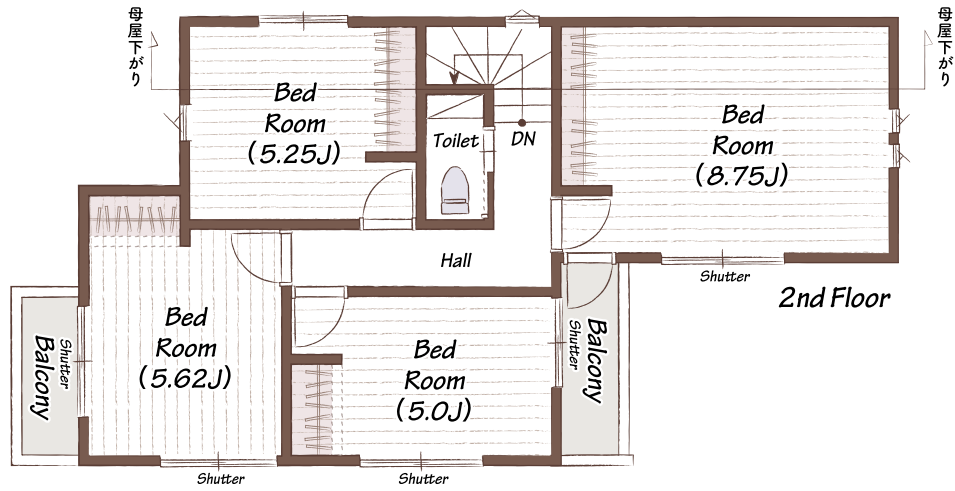 母屋下がり
母屋下がり
Bed
Room
(5.25J)
Toilet
DN
Bed
Room
(8.75J)
Hall
Shutter
2nd Floor
Bed
Room
(5.62J)
Bed
Room
(5.0J)
Balcony
Shutter
Shutter
Balcony
Shutter
Shutter